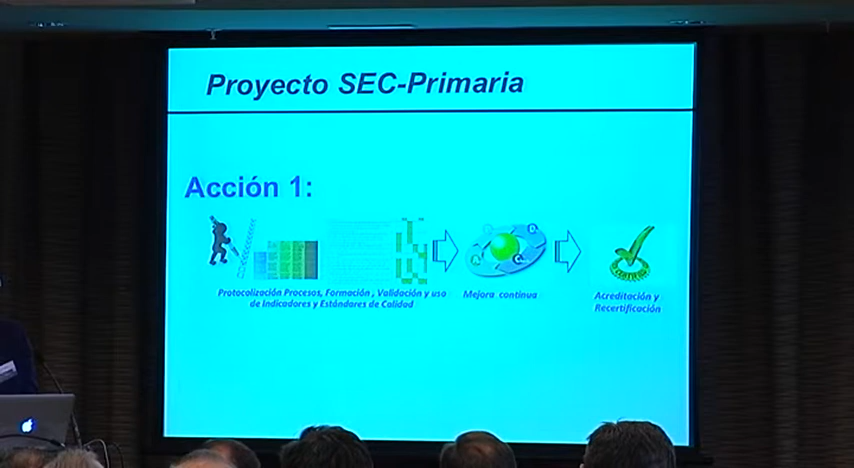 Proyecto SEC-Primaria
Acción 1:
Protocolización Procesos, Formación , Validación y uso
de Indicadores y Estándares de Calidad
Mejora continua
Acreditación y
Recertificación